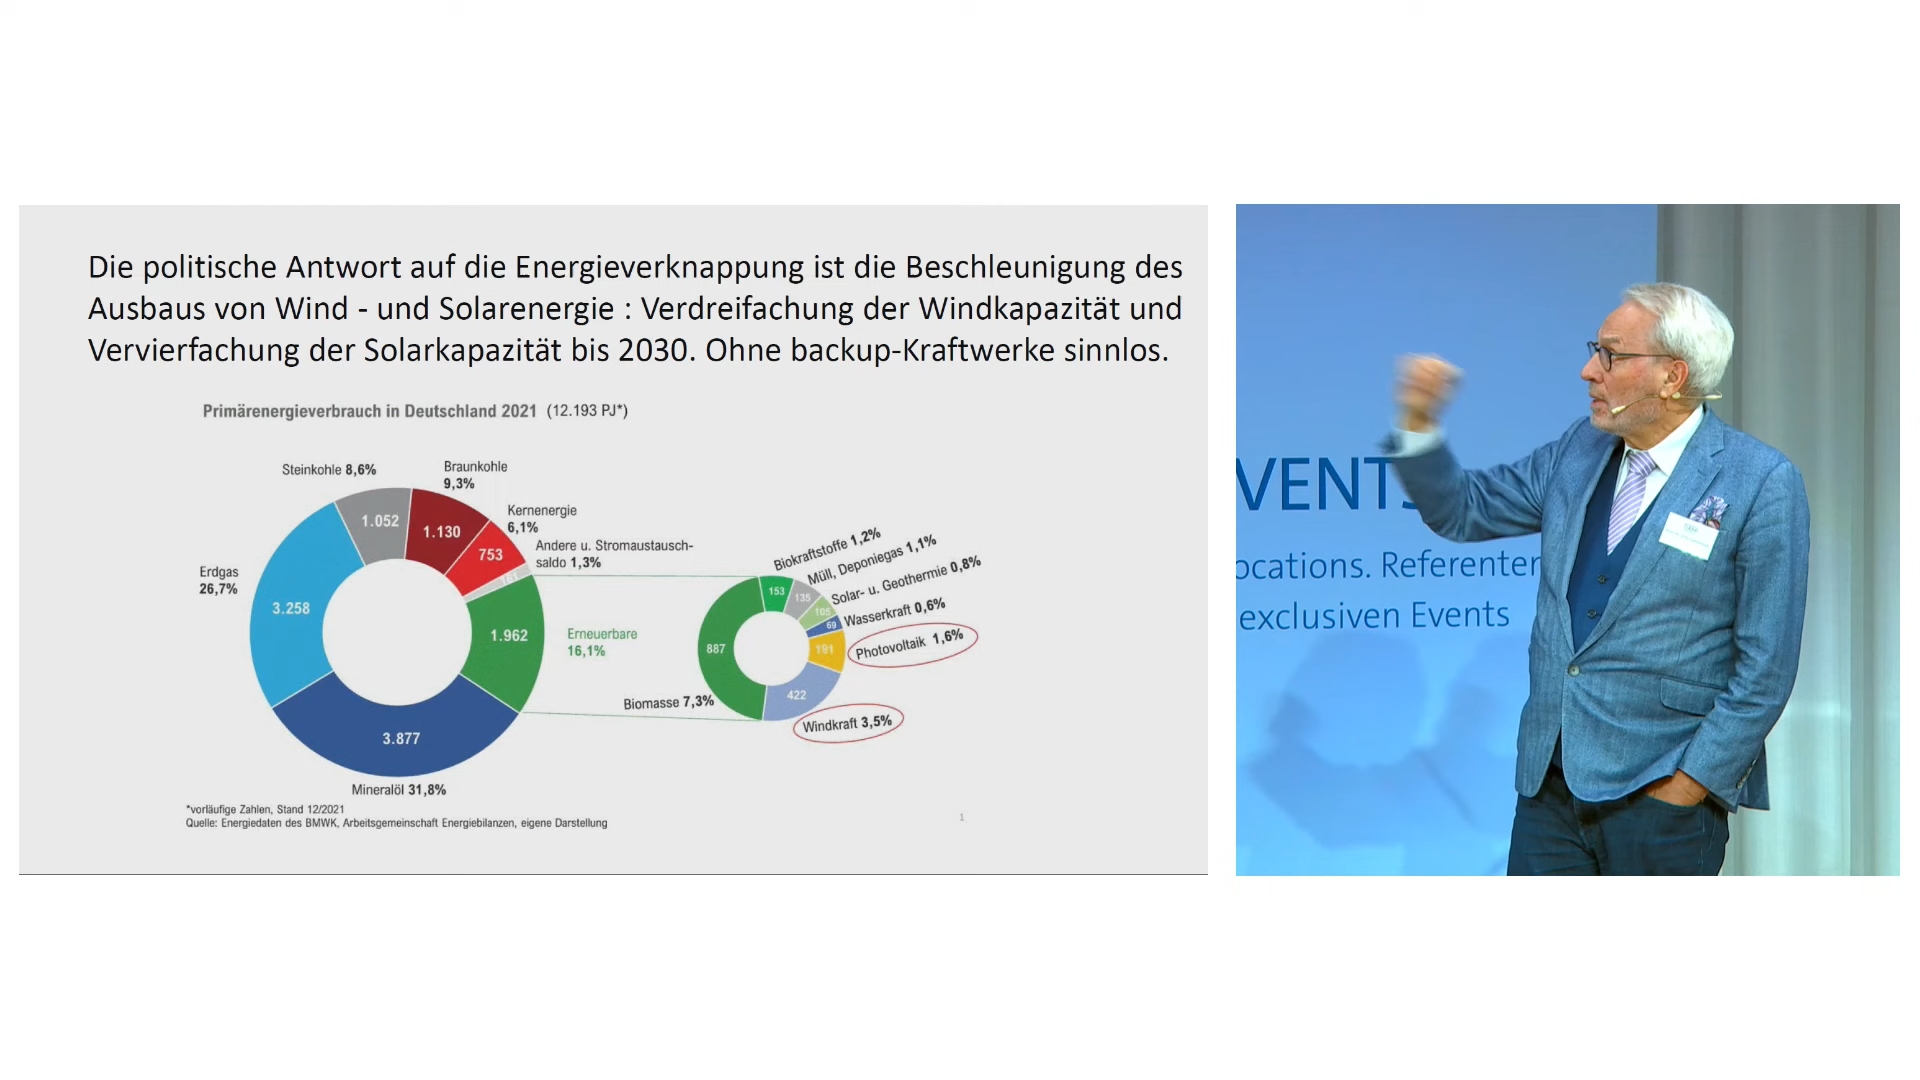 Die politische Antwort auf die Energieverknappung ist die Beschleunigung des
Ausbaus von Wind - und Solarenergie : Verdreifachung der Windkapazität und
Vervierfachung der Solarkapazität bis 2030. Ohne backup-Kraftwerke sinnlos.
Primärenergieverbrauch in Deutschland 2021 (12.193 PJ*)
Steinkohle 8,6%
Braunkohle
9,3%
Kernenergie
6,1%
Andere u. Stromaustausch-
saldo 1,3%
Erdgas
26,7%
1.052
1.130
753
3.258
1.962
3.877
Erneuerbare
16,1%
Mineralöl 31,8%
Biokraftstoffe 1,2%
Müll, Deponiegas 1,1%
Solar- u. Geothermie 0,8%
Wasserkraft 0,6%
Photovoltaik 1,6%
Windkraft 3,5%
Biomasse 7,3%
153
135
105
69
191
422
887
*vorläufige Zahlen, Stand 12/2021
Quelle: Energiedaten des BMWK, Arbeitsgemeinschaft Energiebilanzen, eigene Darstellung
1
VENTS
ocations. Referenten
exclusiven Events